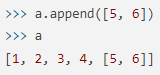 >>> a.append([5, 6])
>>> a
[1, 2, 3, 4, [5, 6]]